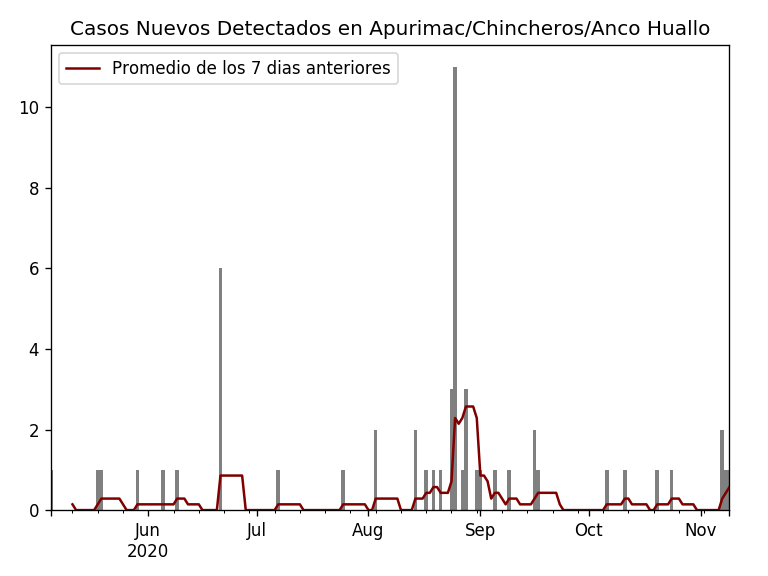 Casos Nuevos Detectados en Apurimac/Chincheros/Anco Huallo
Promedio de los 7 dias anteriores
10
8
6
4
2
0
Jun
2020
Jul
Aug
Sep
Oct
Nov